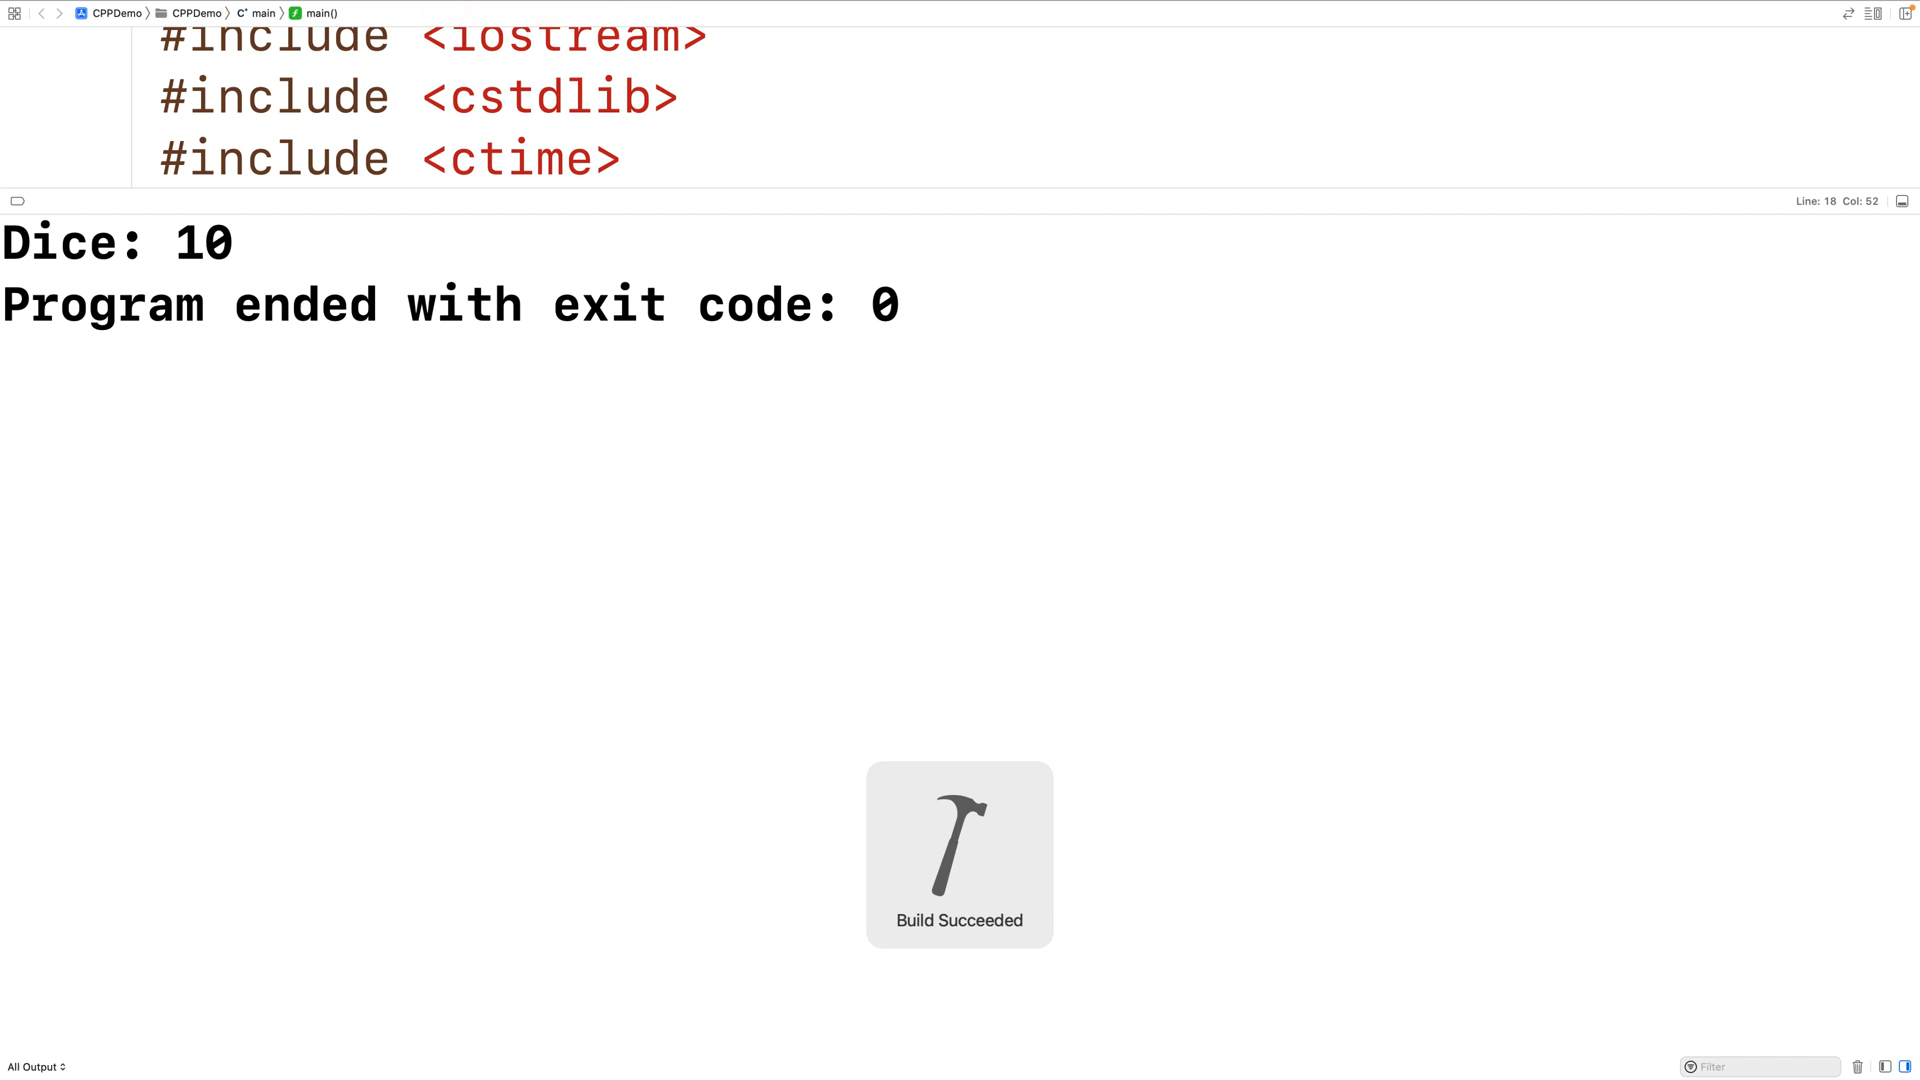 CPPDemo CPPDemo main main()
#include <iostream>
#include <cstdlib>
#include <ctime>
Line: 18 Col: 52
Dice: 10
Program ended with exit code: 0
Build Succeeded
All Output
Filter